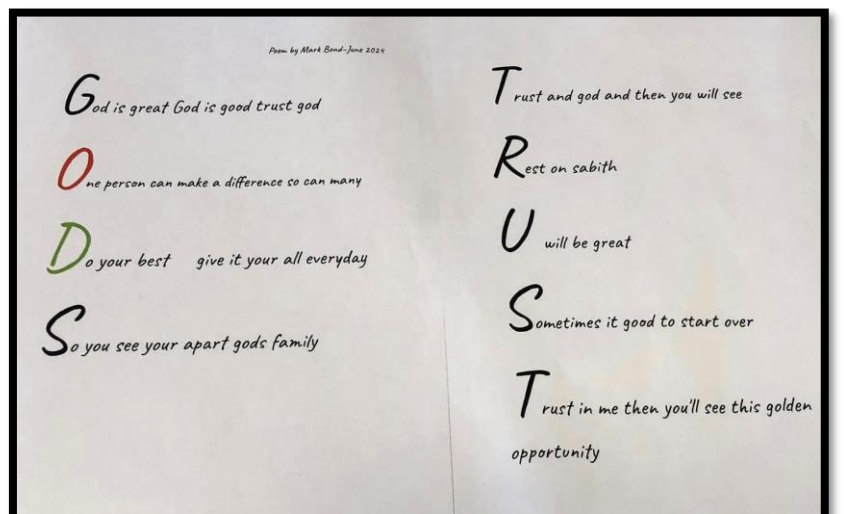 Poem by Mark Bond-June 2024
God is great God is good trust god
One person can make a difference so can many
Do your best give it your all everyday
So you see your apart gods family
Trust and god and then you will see
Rest on sabith
U will be great
Sometimes it good to start over
Trust in me then you'll see this golden
opportunity